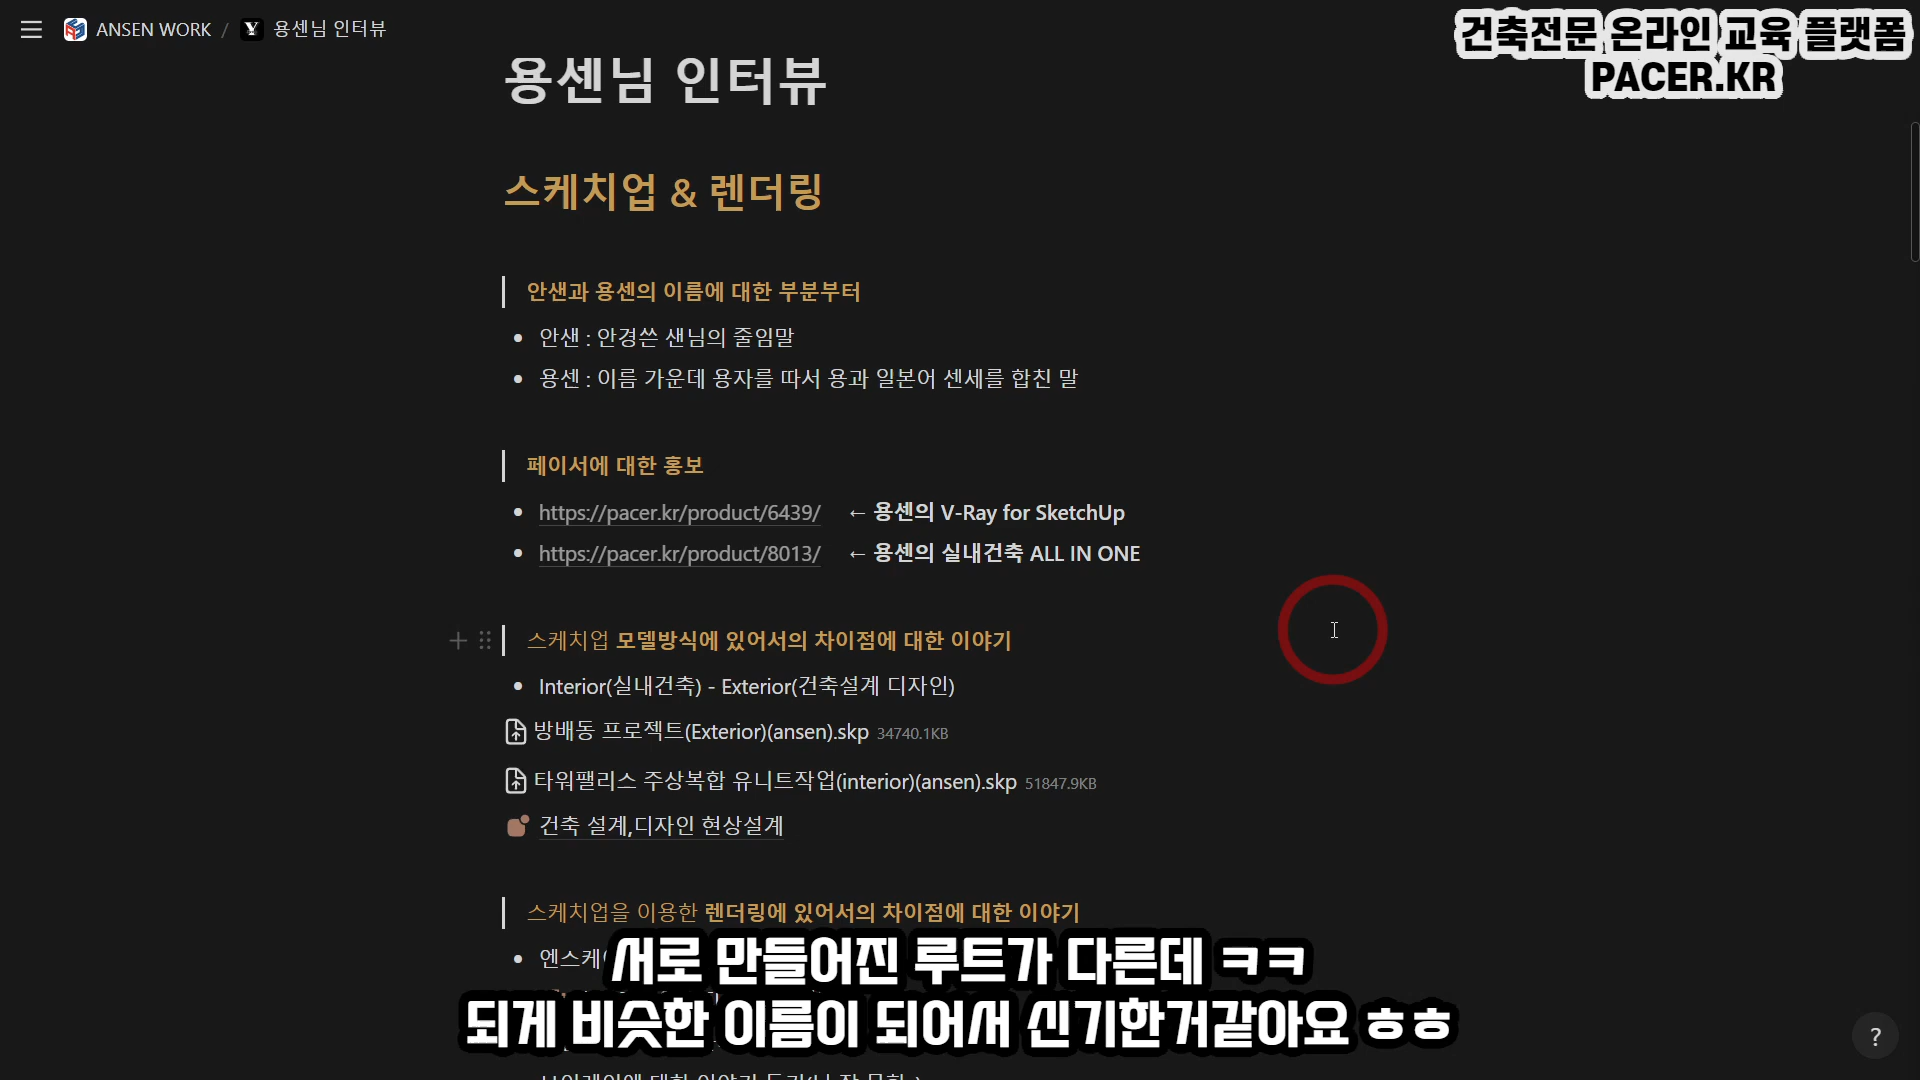 ANSEN WORK / 용센님 인터뷰
건축전문 온라인 교육 플랫폼
PACER.KR
용센님 인터뷰
스케치업 & 렌더링
안샌과 용센의 이름에 대한 부분부터
안샌 : 안경쓴 샌님의 줄임말
용센 : 이름 가운데 용자를 따서 용과 일본어 센세를 합친 말
페이서에 대한 홍보
https://pacer.kr/product/6439/ ← 용센의 V-Ray for SketchUp
https://pacer.kr/product/8013/ ← 용센의 실내건축 ALL IN ONE
스케치업 모델방식에 있어서의 차이점에 대한 이야기
Interior(실내건축) - Exterior(건축설계 디자인)
방배동 프로젝트(Exterior)(ansen).skp 34740.1KB
타워팰리스 주상복합 유니트작업(interior)(ansen).skp 51847.9KB
건축 설계,디자인 현상설계
스케치업을 이용한 렌더링에 있어서의 차이점에 대한 이야기
엔스케
서로 만들어진 루트가 다른데 ㅋㅋ
되게 비슷한 이름이 되어서 신기한거같아요 ㅎㅎ
?